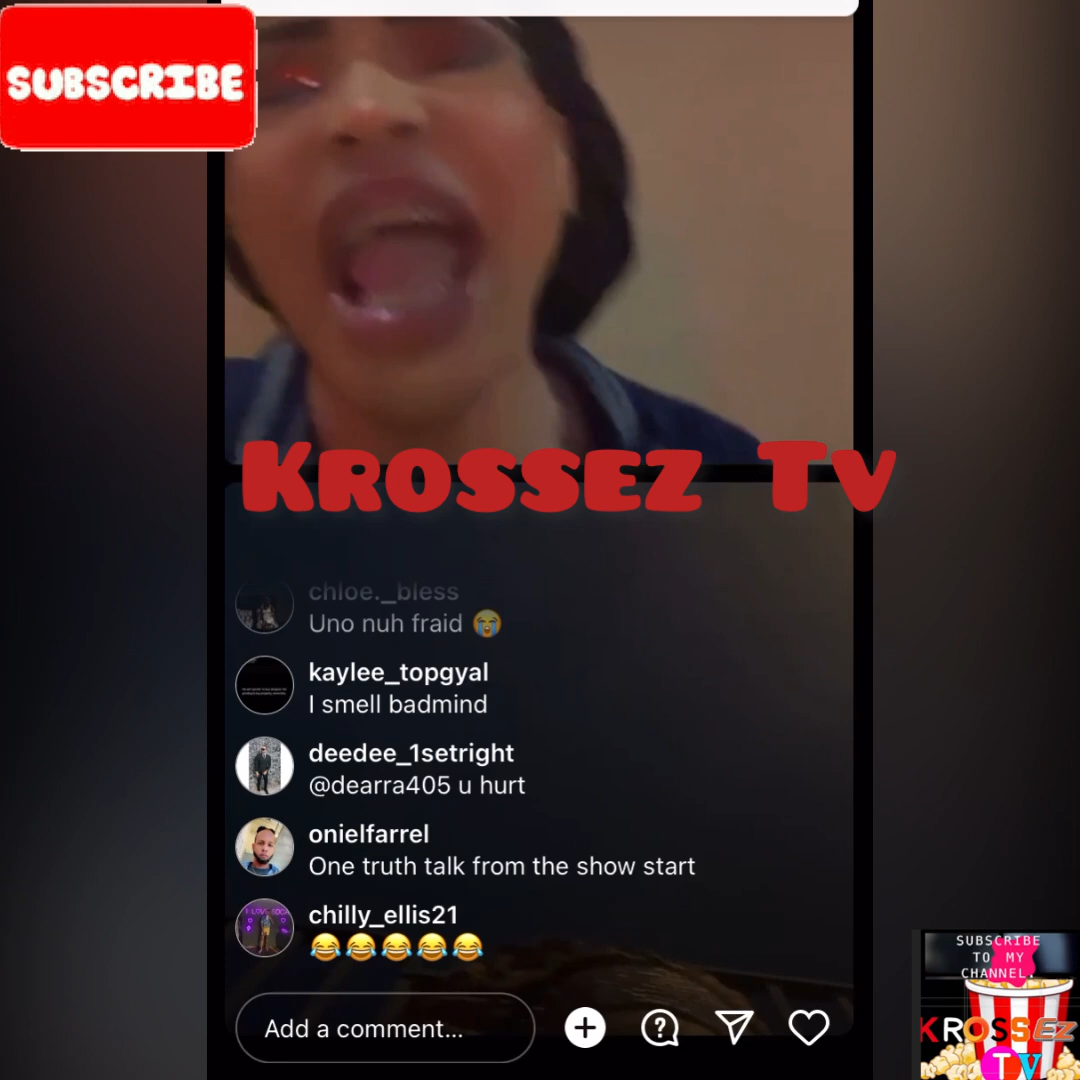 SUBSCRIBE
KROSSEZ TV
chloe._bless
Uno nuh fraid 😭
kaylee_topgyal
I smell badmind
deedee_1setright
@dearra405 u hurt
onielfarrel
One truth talk from the show start
chilly_ellis21
😂😂😂😂😂
Add a comment...
SUBSCRIBE
TO MY
CHANNEL.
KROSSEZ
TV